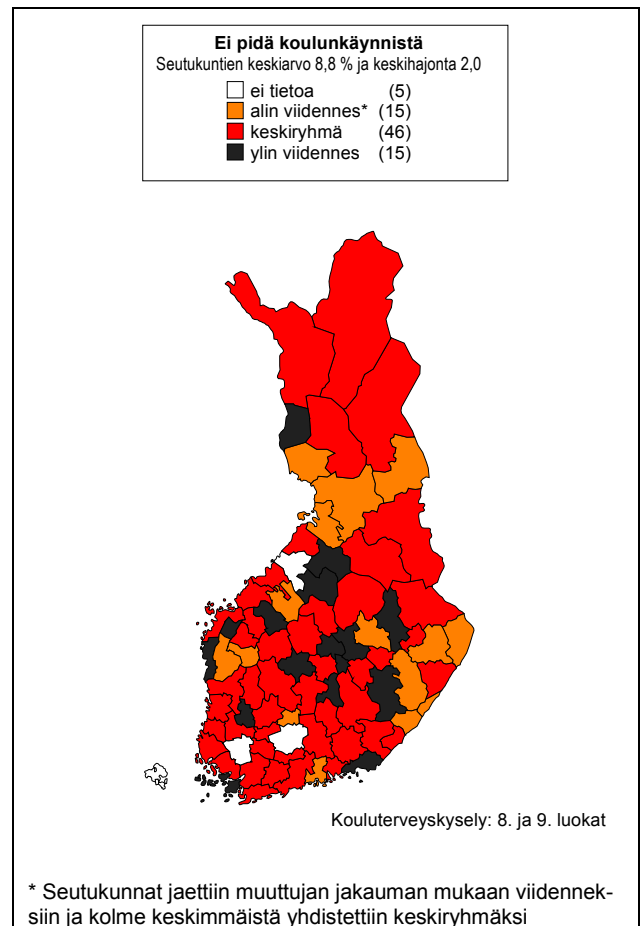 Ei pidä koulunkäynnistä
Seutukuntien keskiarvo 8,8 % ja keskihajonta 2,0
ei tietoa (5)
alin viidennes* (15)
keskiryhmä (46)
ylin viidennes (15)
Kouluterveyskysely: 8. ja 9. luokat
* Seutukunnat jaettiin muuttujan jakauman mukaan viidennek-
siin ja kolme keskimmäistä yhdistettiin keskiryhmäksi